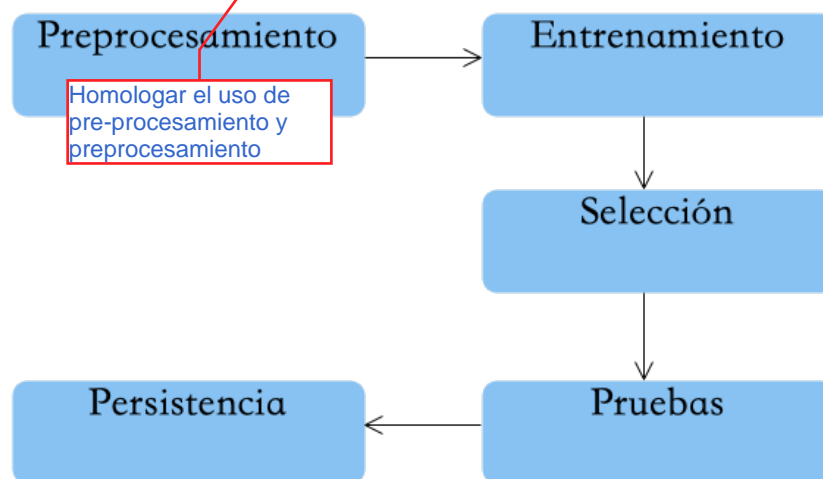 Preprocesamiento
Entrenamiento
Homologar el uso de
pre-procesamiento y
preprocesamiento
Selección
Persistencia
Pruebas